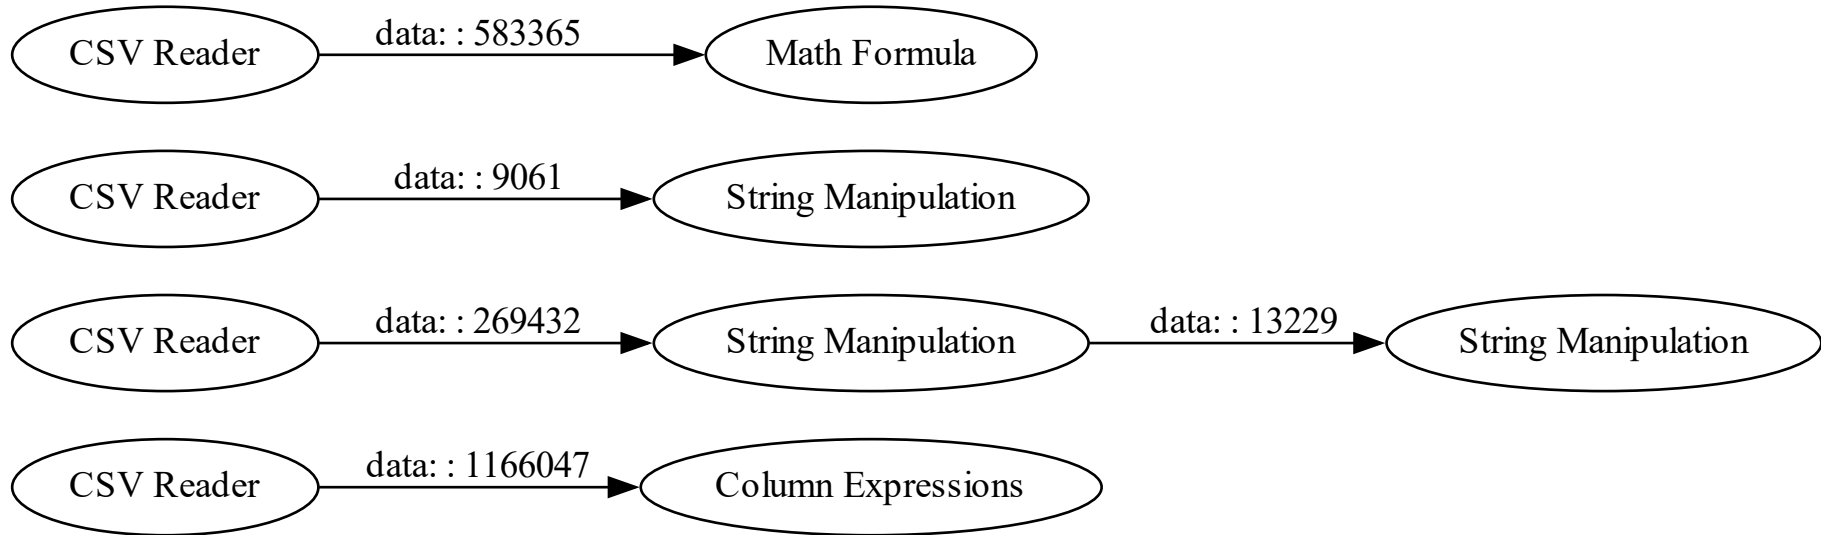 CSV Reader data: : 583365 Math Formula
CSV Reader data: : 9061 String Manipulation
CSV Reader data: : 269432 String Manipulation data: : 13229 String Manipulation
CSV Reader data: : 1166047 Column Expressions